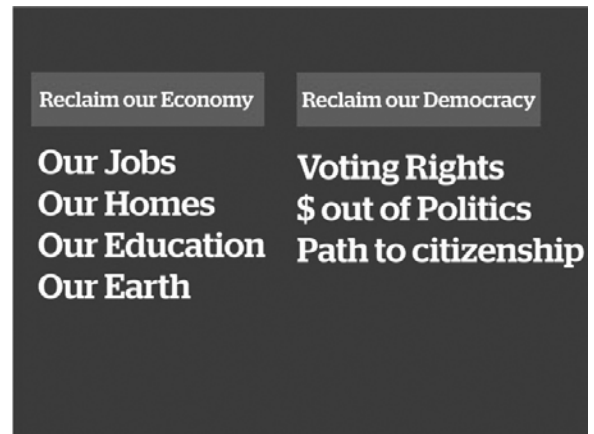 Reclaim our Economy
Our Jobs
Our Homes
Our Education
Our Earth
Reclaim our Democracy
Voting Rights
$ out of Politics
Path to citizenship